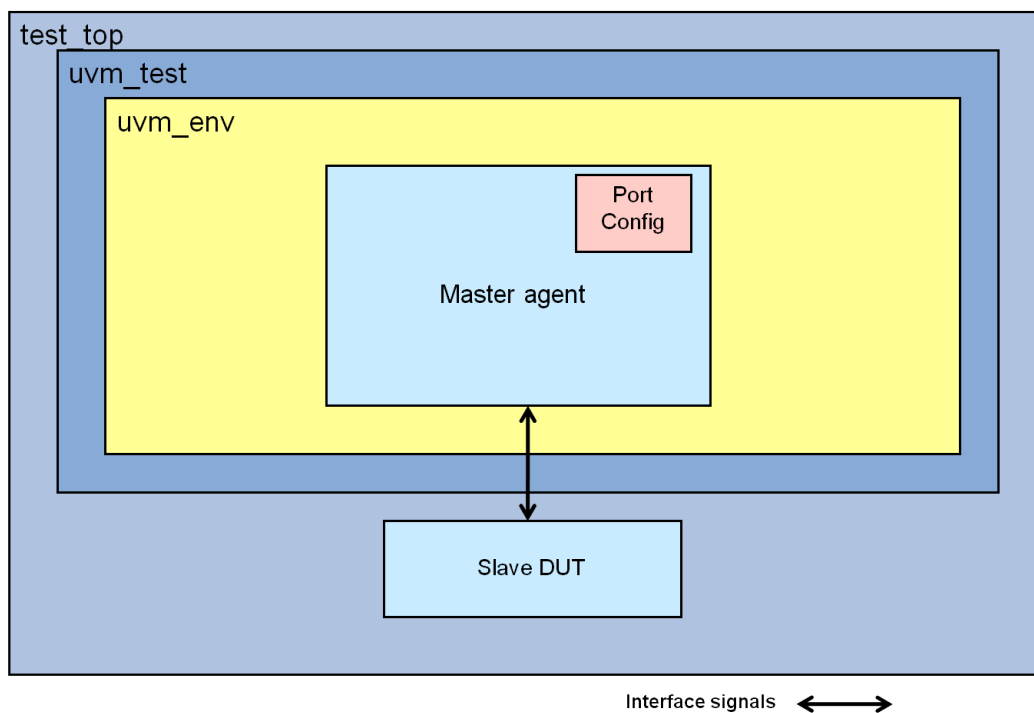 test_top
uvm_test
uvm_env
Port
Config
Master agent
Slave DUT
Interface signals